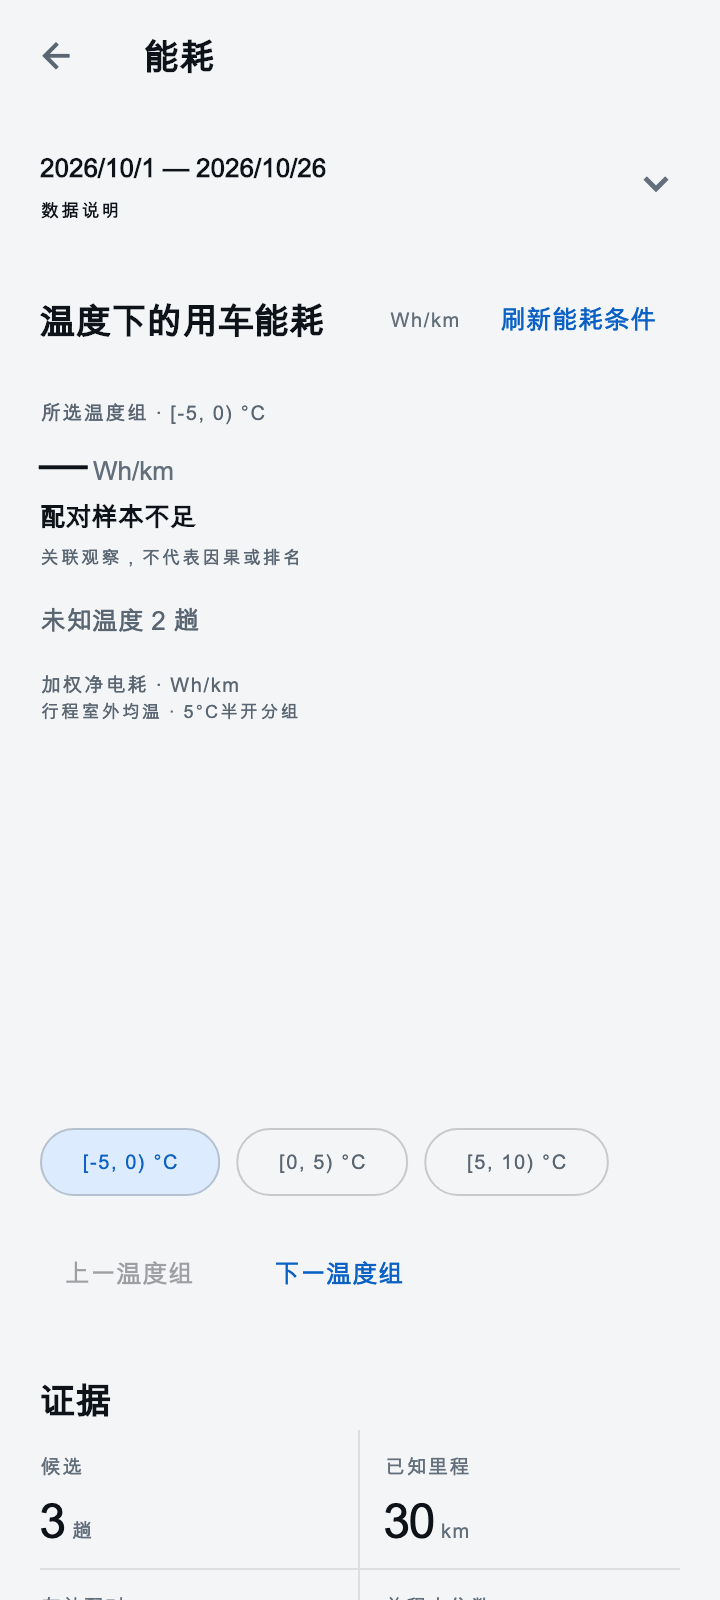 能耗
2026/10/1 — 2026/10/26
数据说明
温度下的用车能耗 Wh/km 刷新能耗条件
所选温度组 · [-5, 0) °C
— Wh/km
配对样本不足
关联观察，不代表因果或排名
未知温度 2 趟
加权净电耗 · Wh/km
行程室外均温 · 5°C半开分组
[-5, 0) °C [0, 5) °C [5, 10) °C
上一温度组 下一温度组
证据
候选 已知里程
3 趟 30 km